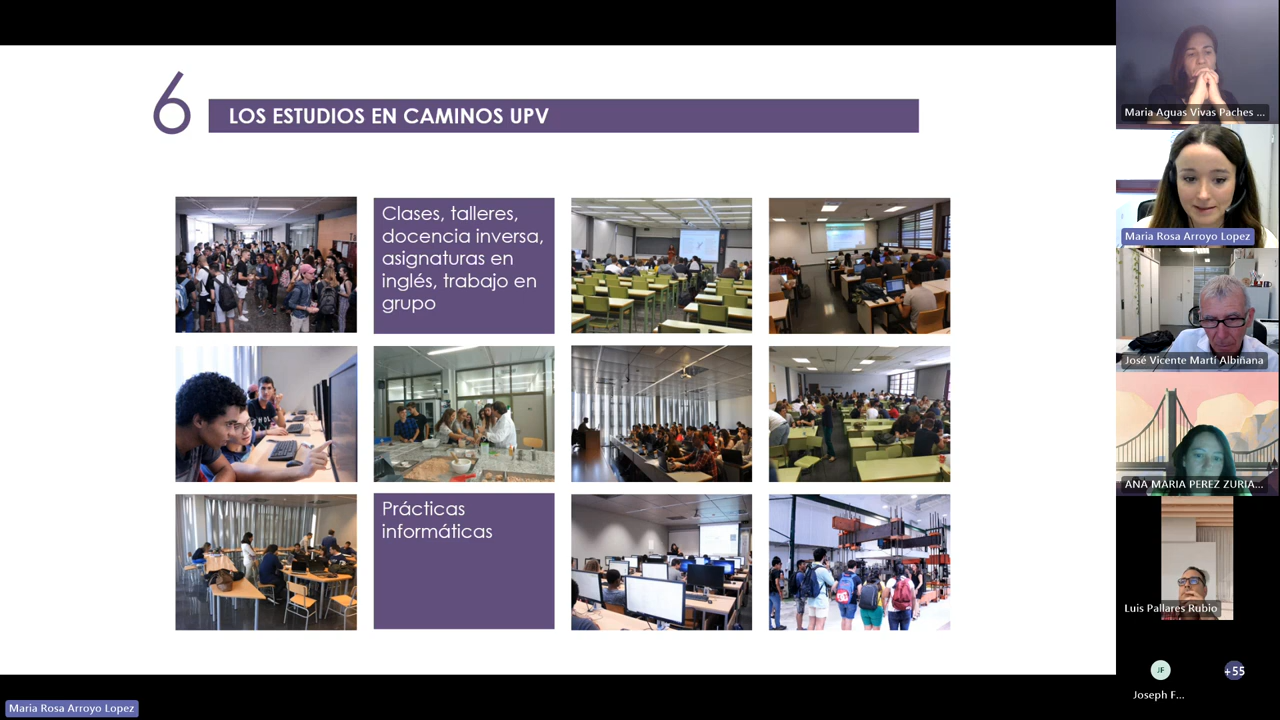 6
LOS ESTUDIOS EN CAMINOS UPV
Clases, talleres,
docencia inversa,
asignaturas en
inglés, trabajo en
grupo
Prácticas
informáticas
Maria Aguas Vivas Paches ...
Maria Rosa Arroyo Lopez
José Vicente Martí Albiñana
ANA MARIA PEREZ ZURIA...
Luis Pallares Rubio
JF
+55
Joseph F...
Maria Rosa Arroyo Lopez